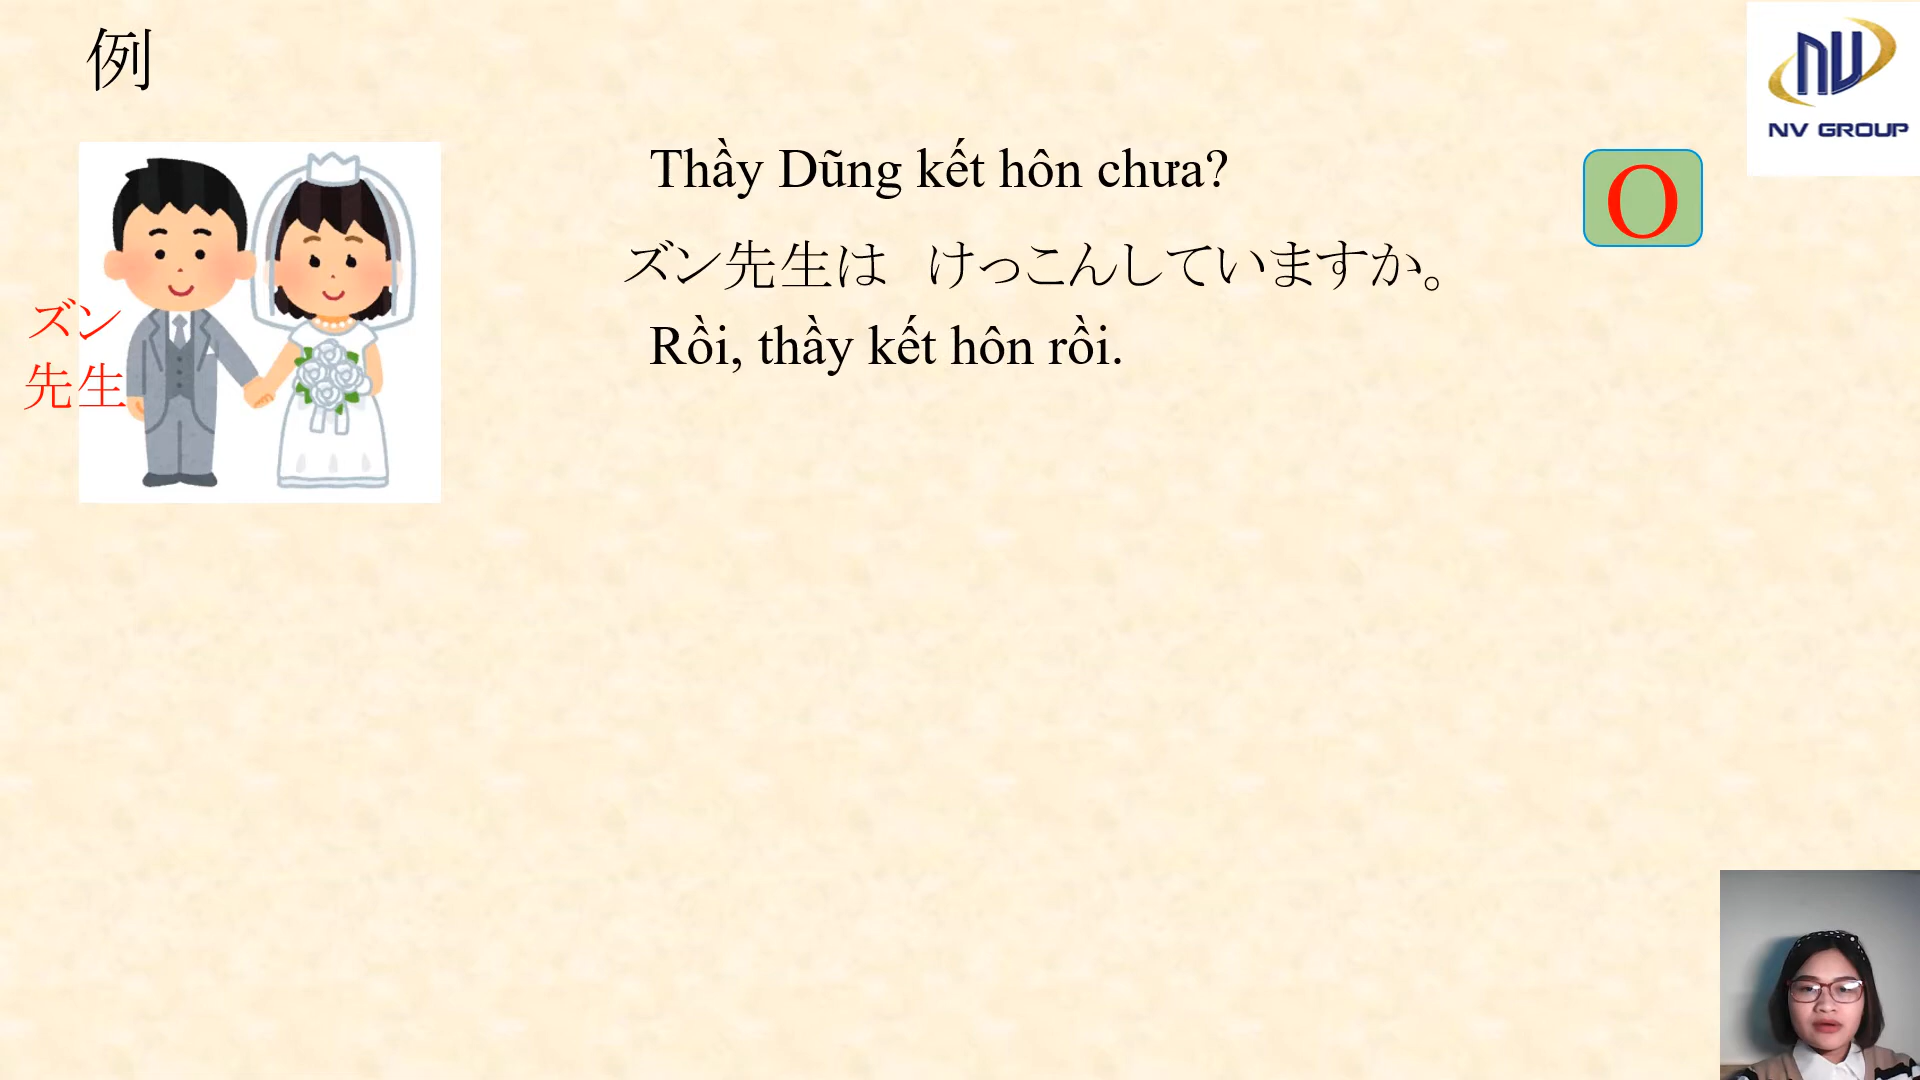 例
NV GROUP
Thầy Dũng kết hôn chưa?
O
ズン先生は　けっこんしていますか。
ズン
先生
Rồi, thầy kết hôn rồi.